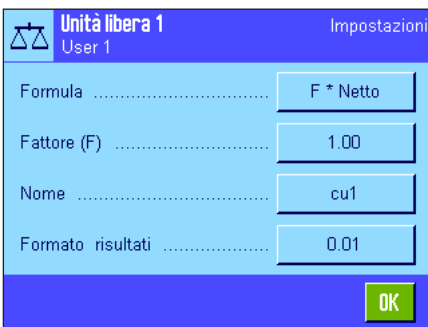 Unità libera 1 Impostazioni
User 1
Formula ................................ F * Netto
Fattore (F) ............................ 1.00
Nome ................................... cu1
Formato risultati .................... 0.01
OK